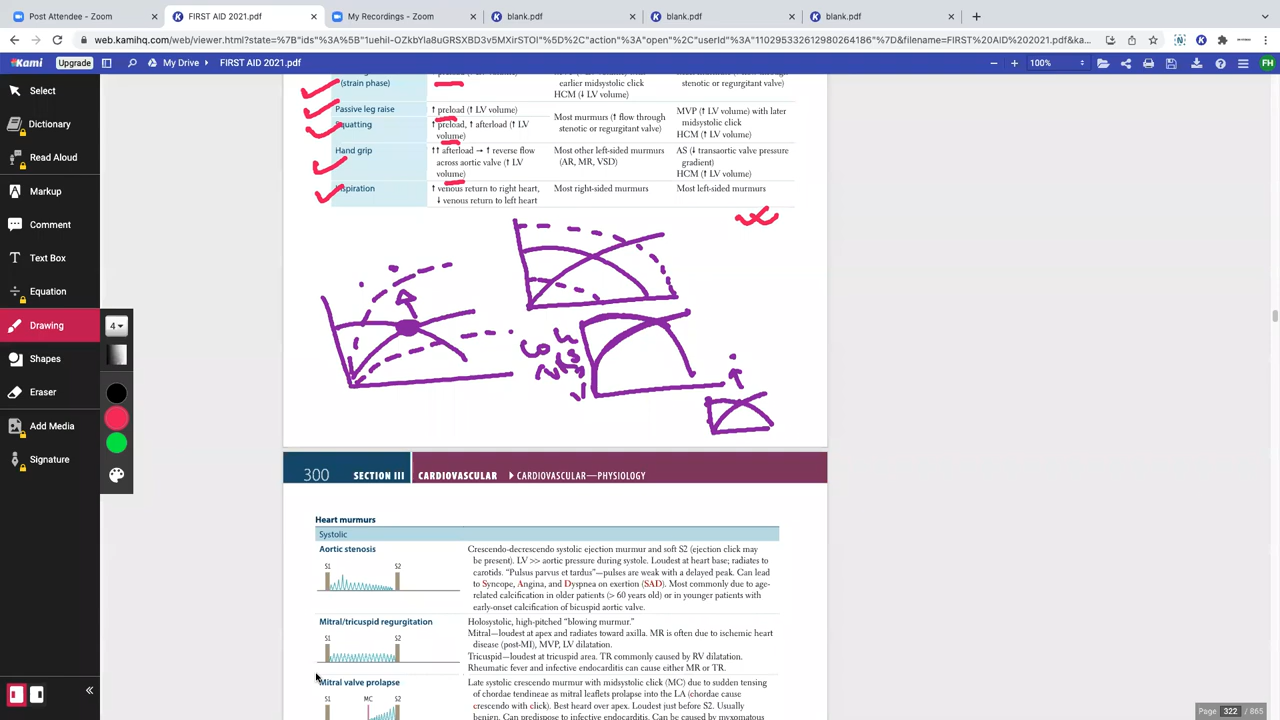 Post Attendee - Zoom
FIRST AID 2021.pdf
My Recordings - Zoom
blank.pdf
blank.pdf
blank.pdf
Kami
Upgrade
My Drive
FIRST AID 2021.pdf
100%
FH
Select
Dictionary
Read Aloud
Markup
Comment
Text Box
Equation
Drawing
Shapes
Eraser
Add Media
Signature
4
(strain phase)
earlier midsystolic click
stenotic or regurgitant valve)
HCM (↓ LV volume)
Passive leg raise
↑ preload (↑ LV volume)
Most murmurs (↑ flow through
stenotic or regurgitant valve)
MVP (↑ LV volume) with later
midsystolic click
HCM (↑ LV volume)
Squatting
↑ preload, ↑ afterload (↑ LV
volume)
Hand grip
↑↑ afterload → ↑ reverse flow
across aortic valve (↑ LV
volume)
Most other left-sided murmurs
(AR, MR, VSD)
AS (↓ transaortic valve pressure
gradient)
HCM (↑ LV volume)
Inspiration
↑ venous return to right heart,
↓ venous return to left heart
Most right-sided murmurs
Most left-sided murmurs
300 SECTION III CARDIOVASCULAR ▶ CARDIOVASCULAR—PHYSIOLOGY
Heart murmurs
Systolic
Aortic stenosis
S1 S2
Crescendo-decrescendo systolic ejection murmur and soft S2 (ejection click may
be present). LV >> aortic pressure during systole. Loudest at heart base; radiates to
carotids. “Pulsus parvus et tardus”—pulses are weak with a delayed peak. Can lead
to Syncope, Angina, and Dyspnea on exertion (SAD). Most commonly due to age-
related calcification in older patients (> 60 years old) or in younger patients with
early-onset calcification of bicuspid aortic valve.
Mitral/tricuspid regurgitation
S1 S2
Holosystolic, high-pitched “blowing murmur.”
Mitral—loudest at apex and radiates toward axilla. MR is often due to ischemic heart
disease (post-MI), MVP, LV dilatation.
Tricuspid—loudest at tricuspid area. TR commonly caused by RV dilatation.
Rheumatic fever and infective endocarditis can cause either MR or TR.
Mitral valve prolapse
S1 MC S2
Late systolic crescendo murmur with midsystolic click (MC) due to sudden tensing
of chordae tendineae as mitral leaflets prolapse into the LA (chordae cause
crescendo with click). Best heard over apex. Loudest just before S2. Usually
benign. Can predispose to infective endocarditis. Can be caused by myxomatous
Page 322 / 865